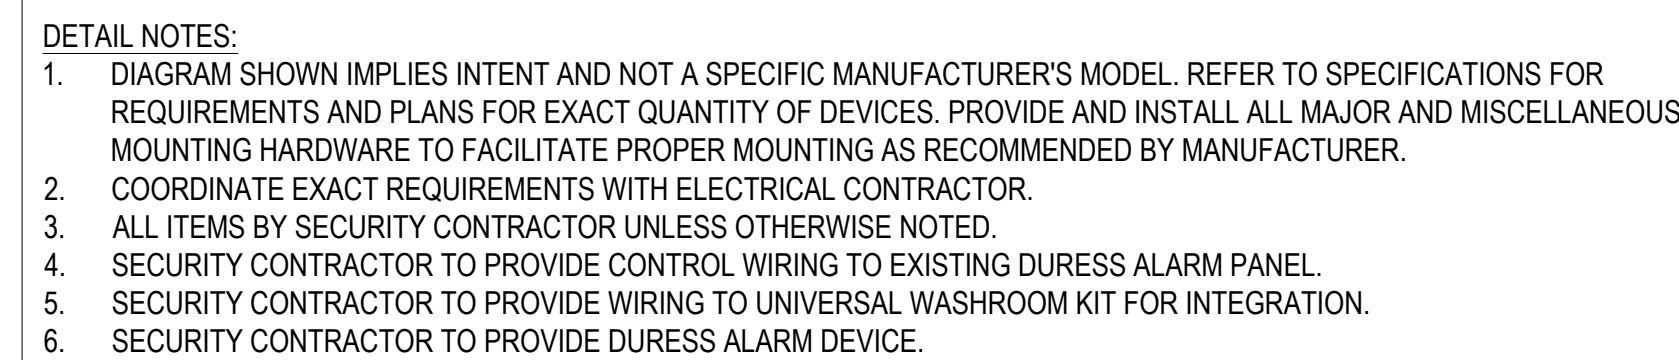 DETAIL NOTES:
1. DIAGRAM SHOWN IMPLIES INTENT AND NOT A SPECIFIC MANUFACTURER'S MODEL. REFER TO SPECIFICATIONS FOR
REQUIREMENTS AND PLANS FOR EXACT QUANTITY OF DEVICES. PROVIDE AND INSTALL ALL MAJOR AND MISCELLANEOUS
MOUNTING HARDWARE TO FACILITATE PROPER MOUNTING AS RECOMMENDED BY MANUFACTURER.
2. COORDINATE EXACT REQUIREMENTS WITH ELECTRICAL CONTRACTOR.
3. ALL ITEMS BY SECURITY CONTRACTOR UNLESS OTHERWISE NOTED.
4. SECURITY CONTRACTOR TO PROVIDE CONTROL WIRING TO EXISTING DURESS ALARM PANEL.
5. SECURITY CONTRACTOR TO PROVIDE WIRING TO UNIVERSAL WASHROOM KIT FOR INTEGRATION.
6. SECURITY CONTRACTOR TO PROVIDE DURESS ALARM DEVICE.